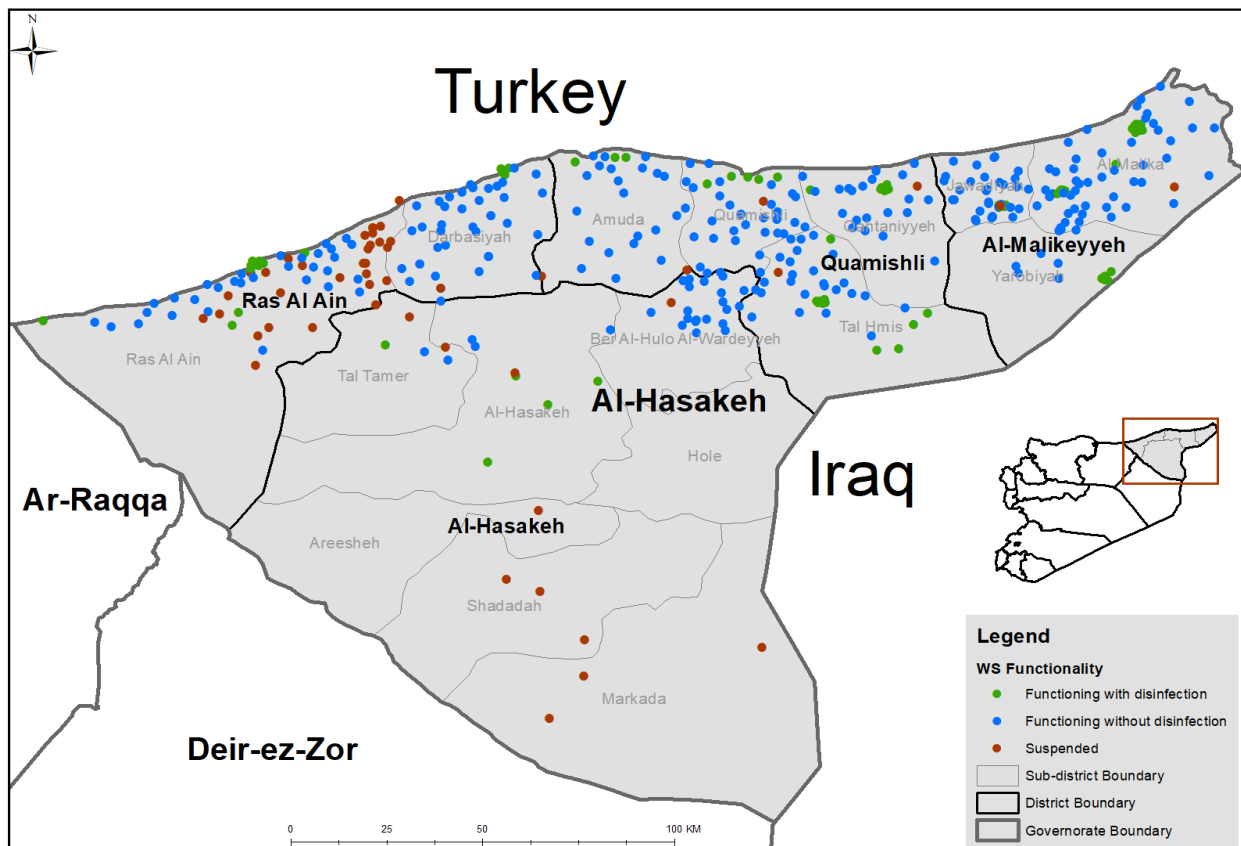 N
Turkey
Al Malika
Jawadiyah
Quamishli
Qahtaniyyeh
Amuda
Darbasiyah
Al-Malikeyyeh
Quamishli
Yarobiyah
Ras Al Ain
Tal Hmis
Ber Al-Hulo Al-Wardeyyeh
Ras Al Ain
Tal Tamer
Al-Hasakeh
Al-Hasakeh
Hole
Iraq
Ar-Raqqa
Al-Hasakeh
Areesheh
Shadadah
Markada
Deir-ez-Zor
Legend
WS Functionality
Functioning with disinfection
Functioning without disinfection
Suspended
Sub-district Boundary
District Boundary
Governorate Boundary
0 25 50 100 KM